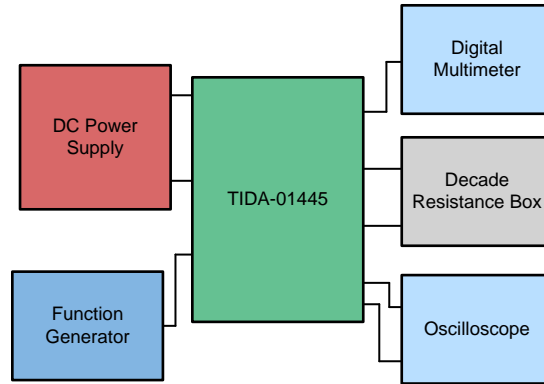 DC Power
Supply
Function
Generator
TIDA-01445
Digital
Multimeter
Decade
Resistance Box
Oscilloscope